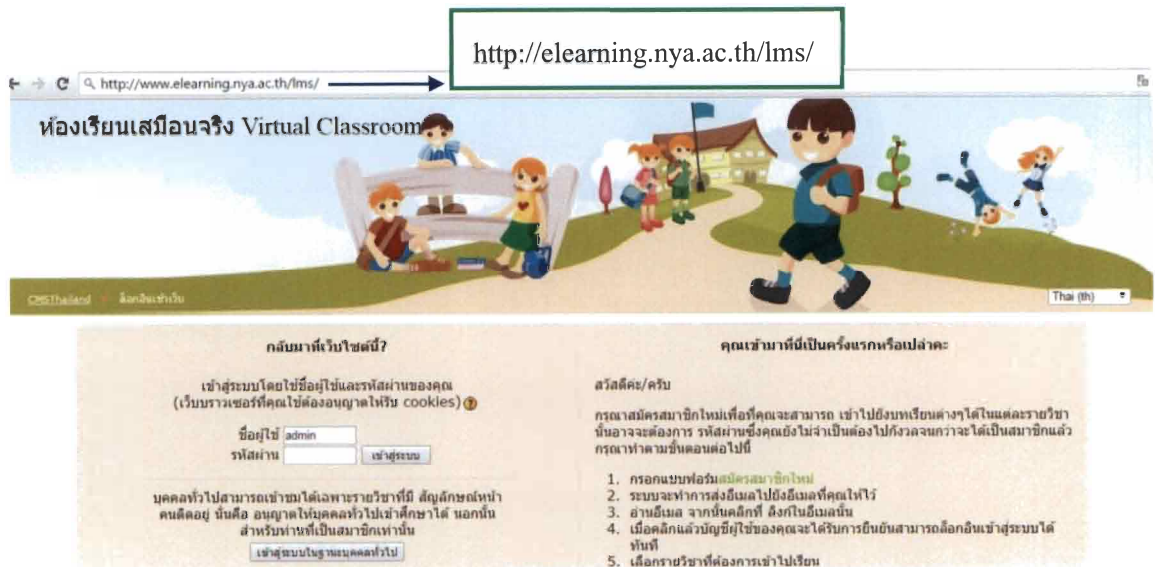 http://elearning.nya.ac.th/lms/
http://www.elearning.nya.ac.th/lms/
ห้องเรียนเสมือนจริง Virtual Classroom
CMSThailand ล็อกอินเข้าเว็บ
Thai (th)
กลับมาที่เว็บไซต์นี้?
เข้าสู่ระบบโดยใช้ชื่อผู้ใช้และรหัสผ่านของคุณ
(เว็บบราวเซอร์ที่คุณใช้ต้องอนุญาตให้รับ cookies)
ชื่อผู้ใช้ admin
รหัสผ่าน เข้าสู่ระบบ
บุคคลทั่วไปสามารถเข้าชมได้เฉพาะรายวิชาที่มี สัญลักษณ์หน้า
คนติดอยู่ นั่นคือ อนุญาตให้บุคคลทั่วไปเข้าศึกษาได้ นอกนั้น
สำหรับท่านที่เป็นสมาชิกเท่านั้น
เข้าสู่ระบบในฐานะบุคคลทั่วไป
คุณเข้ามาที่นี่เป็นครั้งแรกหรือเปล่าคะ
สวัสดีค่ะ/ครับ
กรุณาสมัครสมาชิกใหม่เพื่อที่คุณจะสามารถ เข้าไปยังบทเรียนต่างๆได้ในแต่ละรายวิชา
นั้นอาจจะต้องการ รหัสผ่านซึ่งคุณยังไม่จำเป็นต้องไปกังวลจนกว่าจะได้เป็นสมาชิกแล้ว
กรุณาทำตามขั้นตอนต่อไปนี้
1. กรอกแบบฟอร์มสมัครสมาชิกใหม่
2. ระบบจะทำการส่งอีเมลไปยังอีเมลที่คุณให้ไว้
3. อ่านอีเมล จากนั้นคลิกที่ ลิงก์ในอีเมลนั้น
4. เมื่อคลิกแล้วบัญชีผู้ใช้ของคุณจะได้รับการยืนยันสามารถล็อกอินเข้าสู่ระบบได้
ทันที
5. เลือกรายวิชาที่ต้องการเข้าไปเรียน